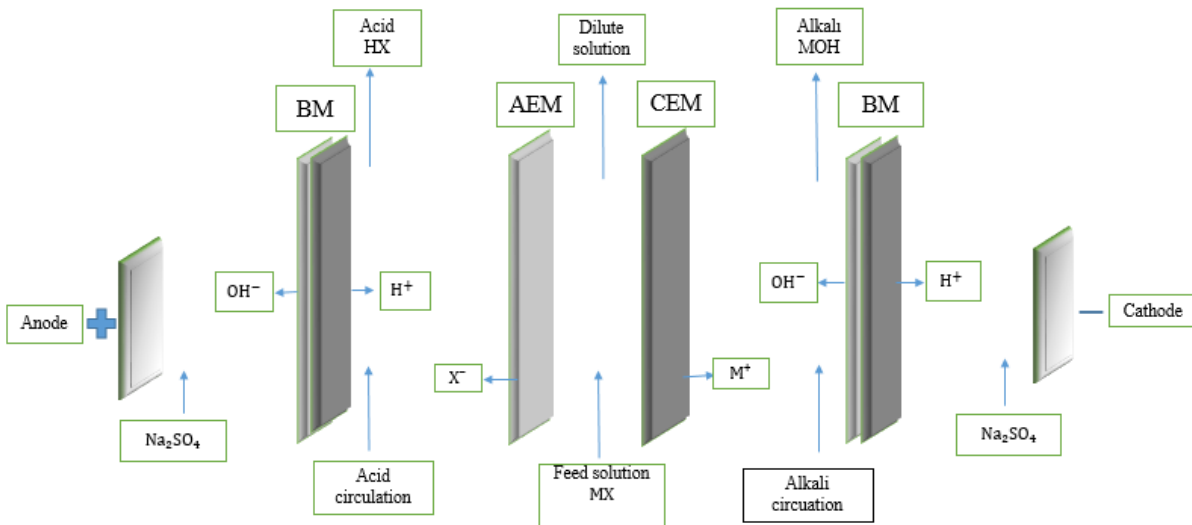 Acid
HX
Dilute
solution
Alkalı
MOH
BM
AEM
CEM
BM
OH⁻
H⁺
OH⁻
H⁺
Anode
Cathode
X⁻
M⁺
Na₂SO₄
Na₂SO₄
Acid
circulation
Feed solution
MX
Alkali
circuation